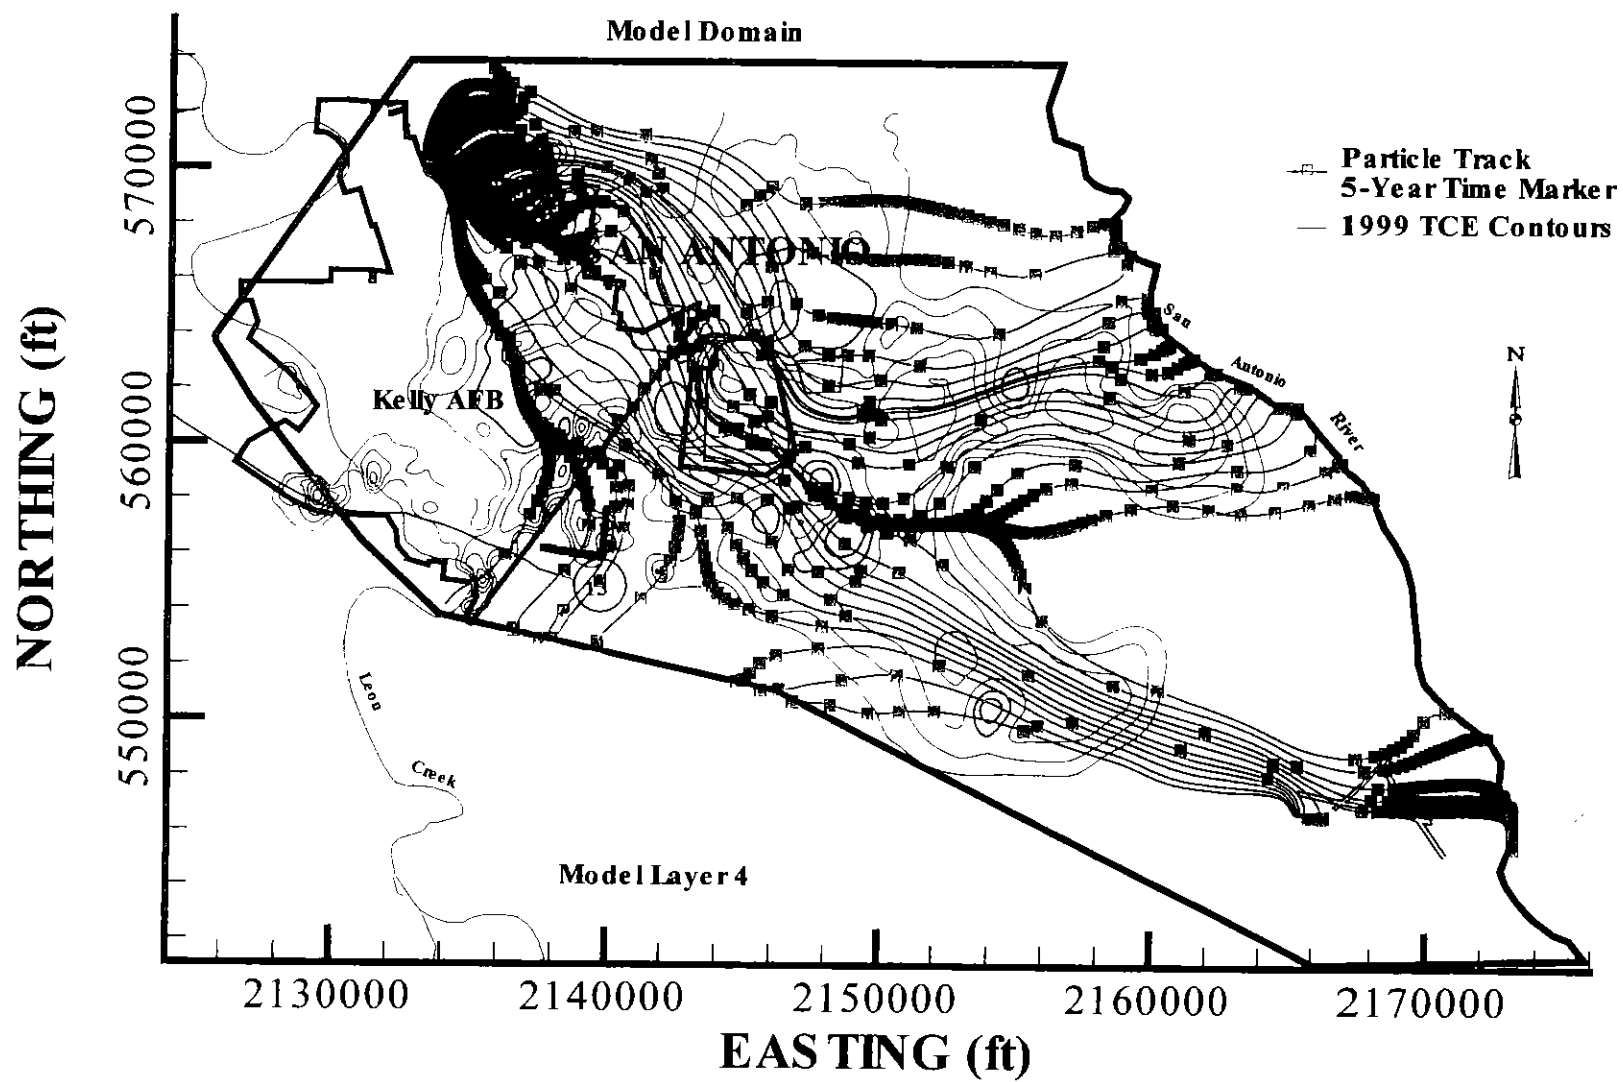 Model Domain
570000
560000
550000
NORTHING (ft)
Particle Track
5-Year Time Marker
1999 TCE Contours
SAN ANTONIO
San
Antonio
River
N
Kelly AFB
13
Leon
Creek
Model Layer 4
2130000
2140000
2150000
2160000
2170000
EASTING (ft)